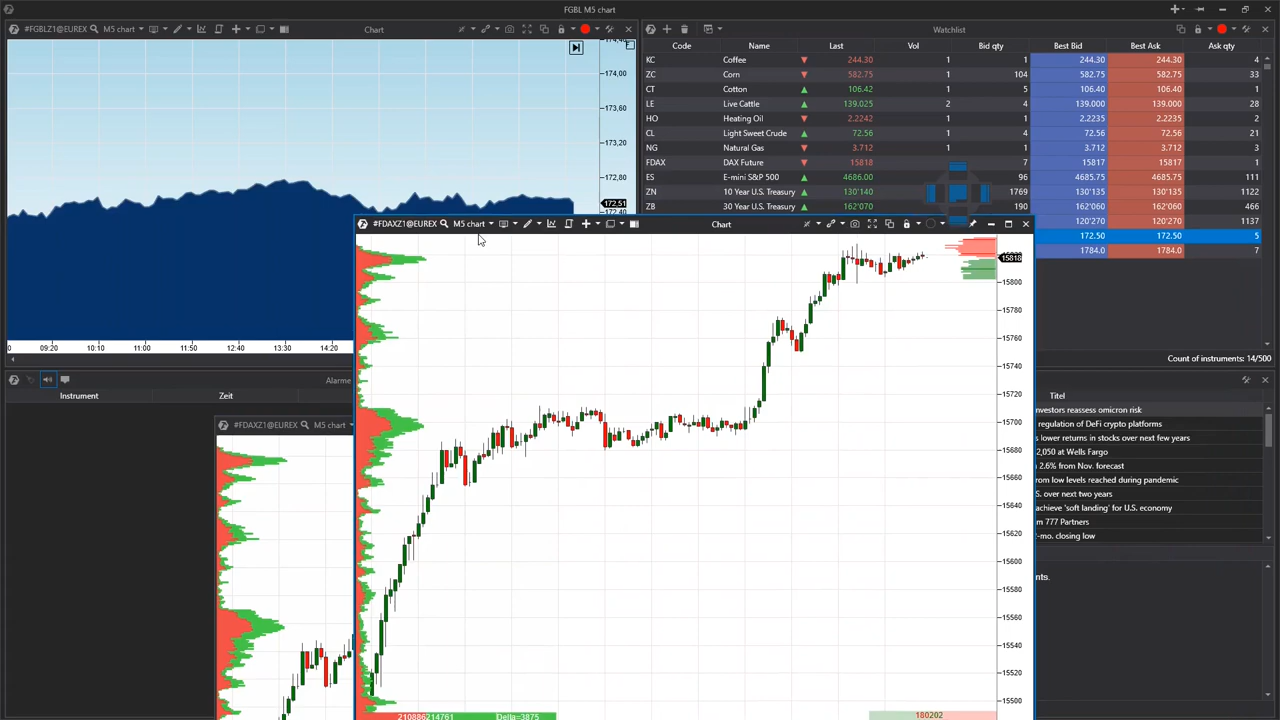 FGBL M5 chart
#FGBLZ1@EUREX M5 chart Chart
174,00
173,60
173,20
172,80
172.51
172,40
09:20 10:10 11:00 11:50 12:40 13:30 14:20
Watchlist
Code Name Last Vol Bid qty Best Bid Best Ask Ask qty
KC Coffee 244.30 1 1 244.30 244.30 4
ZC Corn 582.75 1 104 582.75 582.75 33
CT Cotton 106.42 1 5 106.40 106.40 1
LE Live Cattle 139.025 2 4 139.000 139.000 28
HO Heating Oil 2.2242 1 1 2.2235 2.2235 2
CL Light Sweet Crude 72.56 1 4 72.56 72.56 21
NG Natural Gas 3.712 1 1 3.712 3.712 3
FDAX DAX Future 15818 7 15817 15817 1
ES E-mini S&P 500 4686.00 96 4685.75 4685.75 111
ZN 10 Year U.S. Treasury 130'140 1769 130'135 130'135 1122
ZB 30 Year U.S. Treasury 162'070 1 162'060 162'060 466
120'270 120'270 1137
172.50 172.50 5
1784.0 1784.0 7
Count of instruments: 14/500
Alarme
Instrument Zeit
#FDAXZ1@EUREX M5 chart
#FDAXZ1@EUREX M5 chart Chart
15818
15800
15780
15760
15740
15720
15700
15680
15660
15640
15620
15600
15580
15560
15540
15520
15500
210886214761 Delta=3875 180202
Titel
nvestors reassess omicron risk
regulation of DeFi crypto platforms
s lower returns in stocks over next few years
2,050 at Wells Fargo
2.6% from Nov. forecast
rom low levels reached during pandemic
S. over next two years
achieve 'soft landing' for U.S. economy
m 777 Partners
-mo. closing low
nts.